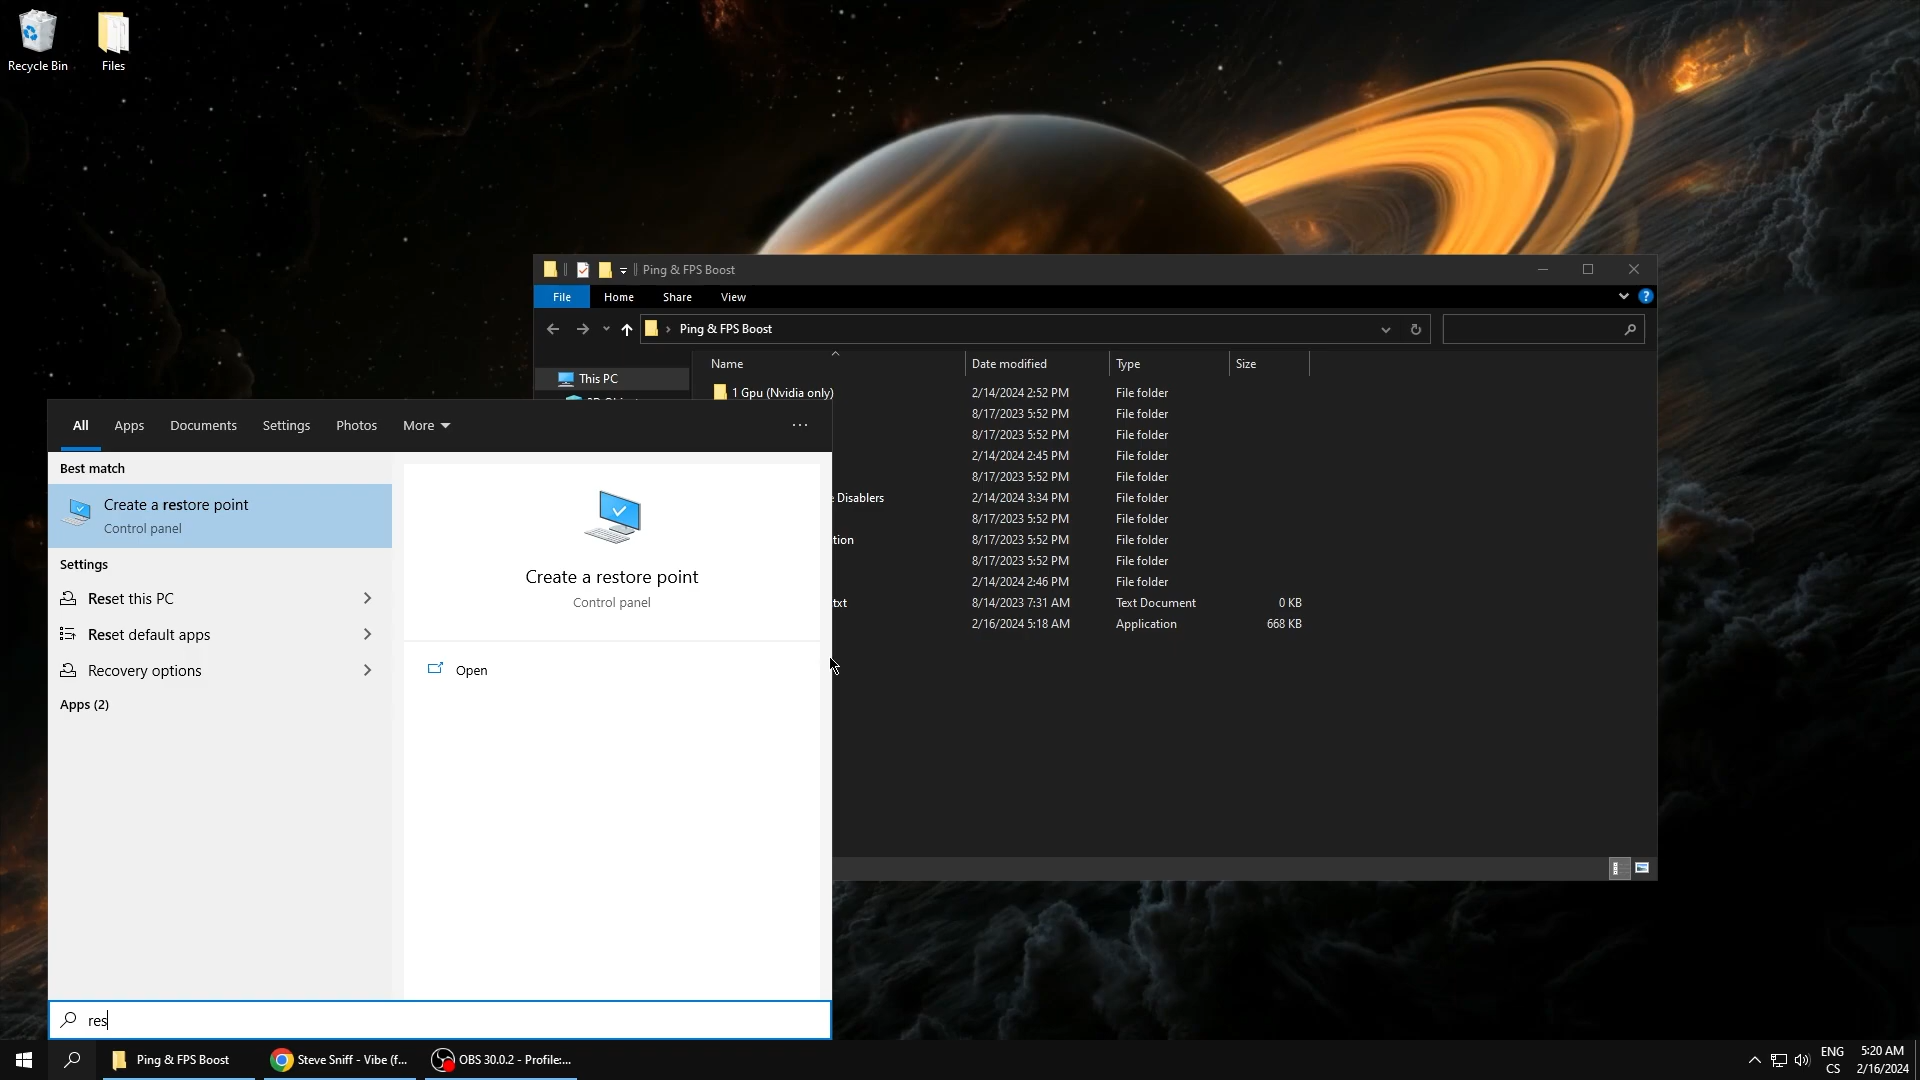 Recycle Bin
Files
Ping & FPS Boost
File
Home
Share
View
Ping & FPS Boost
Name
Date modified
Type
Size
This PC
1 Gpu (Nvidia only)
2/14/2024 2:52 PM
File folder
8/17/2023 5:52 PM
File folder
8/17/2023 5:52 PM
File folder
2/14/2024 2:45 PM
File folder
8/17/2023 5:52 PM
File folder
Disablers
2/14/2024 3:34 PM
File folder
8/17/2023 5:52 PM
File folder
tion
8/17/2023 5:52 PM
File folder
8/17/2023 5:52 PM
File folder
2/14/2024 2:46 PM
File folder
txt
8/14/2023 7:31 AM
Text Document
0 KB
2/16/2024 5:18 AM
Application
668 KB
All
Apps
Documents
Settings
Photos
More
Best match
Create a restore point
Control panel
Settings
Reset this PC
Reset default apps
Recovery options
Apps (2)
Create a restore point
Control panel
Open
res
Ping & FPS Boost
Steve Sniff - Vibe (f...
OBS 30.0.2 - Profile:...
ENG
CS
5:20 AM
2/16/2024